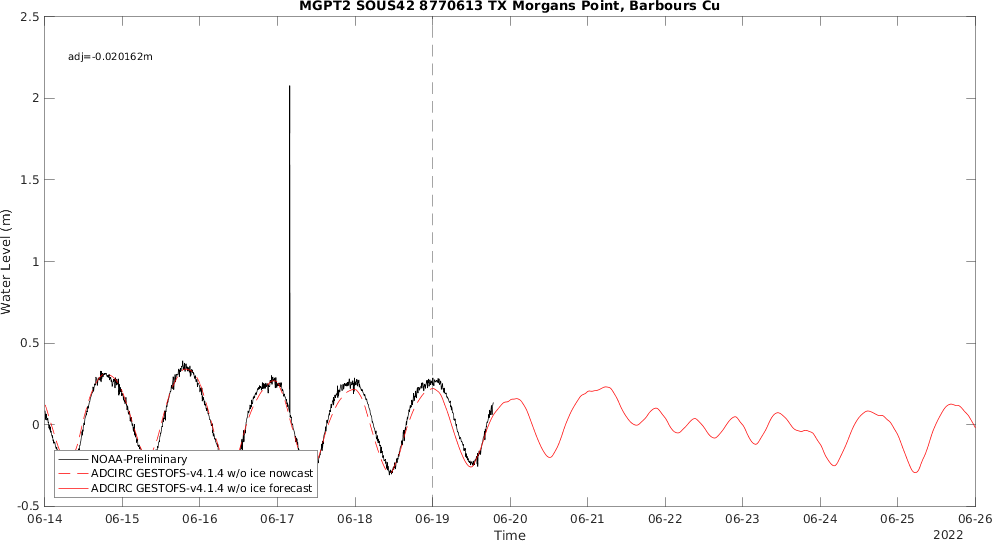 MGPT2 SOUS42 8770613 TX Morgans Point, Barbours Cu
adj=-0.020162m
2.5
2
1.5
1
0.5
0
-0.5
Water Level (m)
NOAA-Preliminary
ADCIRC GESTOFS-v4.1.4 w/o ice nowcast
ADCIRC GESTOFS-v4.1.4 w/o ice forecast
06-14 06-15 06-16 06-17 06-18 06-19 06-20 06-21 06-22 06-23 06-24 06-25 06-26
Time
2022